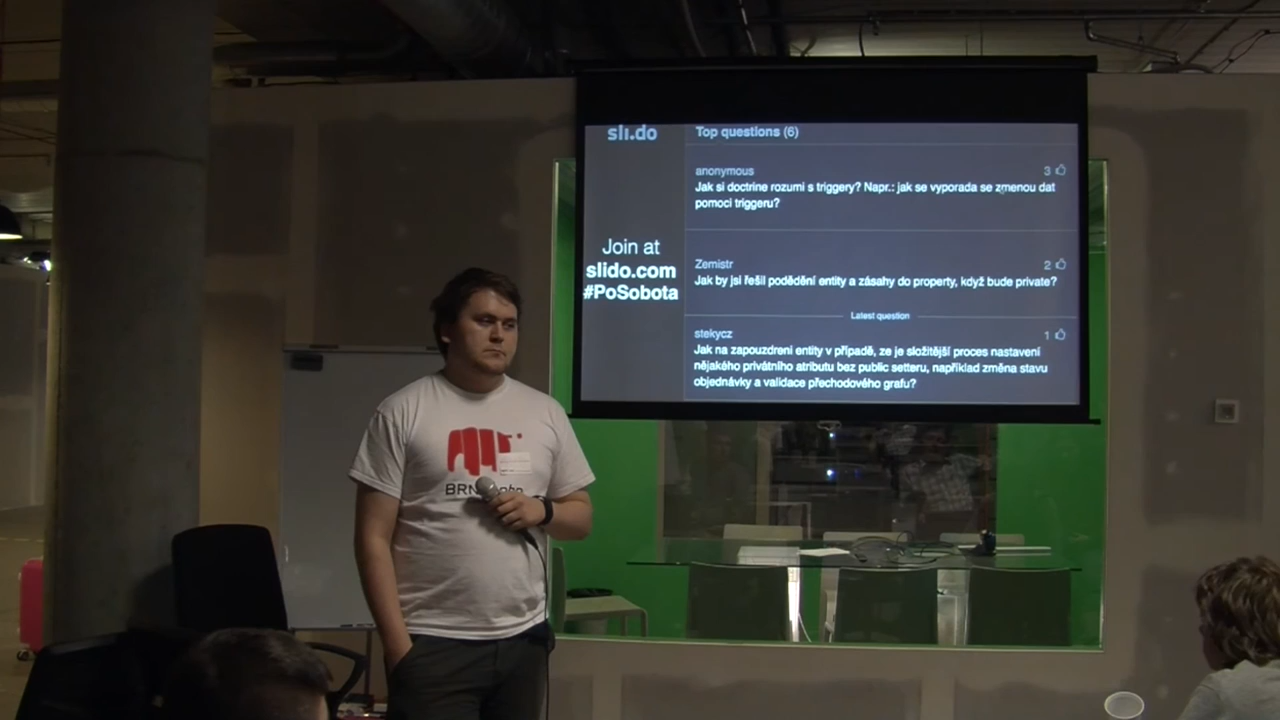 sli.do
Top questions (6)
anonymous
3
Jak si doctrine rozumi s triggery? Napr.: jak se vyporada se zmenou dat
pomoci triggeru?
Join at
slido.com
#PoSobota
Zemistr
2
Jak by jsi řešil podědění entity a zásahy do property, když bude private?
Latest question
stekycz
1
Jak na zapouzdreni entity v případě, ze je složitější proces nastavení
nějakého privátního atributu bez public setteru, například změna stavu
objednávky a validace přechodového grafu?
php